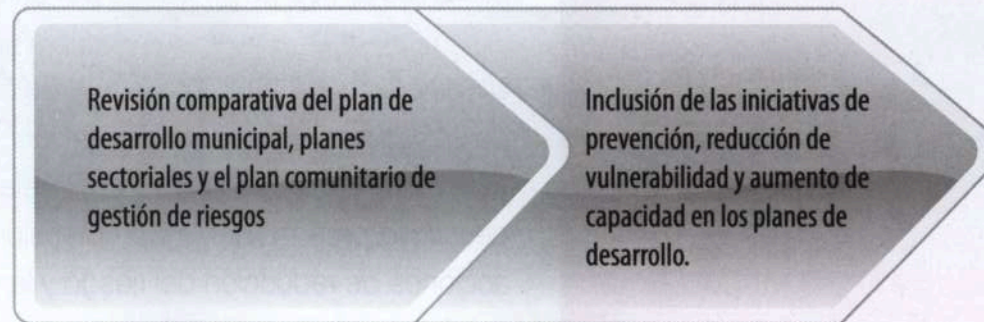 Revisión comparativa del plan de
desarrollo municipal, planes
sectoriales y el plan comunitario de
gestión de riesgos
Inclusión de las iniciativas de
prevención, reducción de
vulnerabilidad y aumento de
capacidad en los planes de
desarrollo.